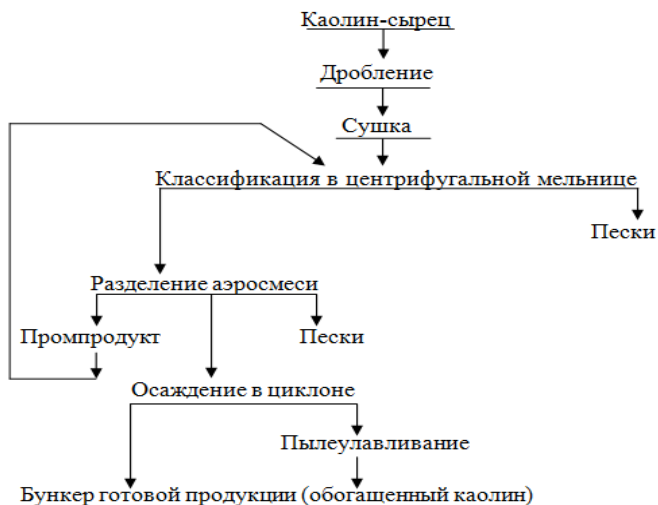 Каолин-сырец
Дробление
Сушка
Классификация в центрифугальной мельнице
Пески
Разделение аэросмеси
Промпродукт
Пески
Осаждение в циклоне
Пылеулавливание
Бункер готовой продукции (обогащенный каолин)